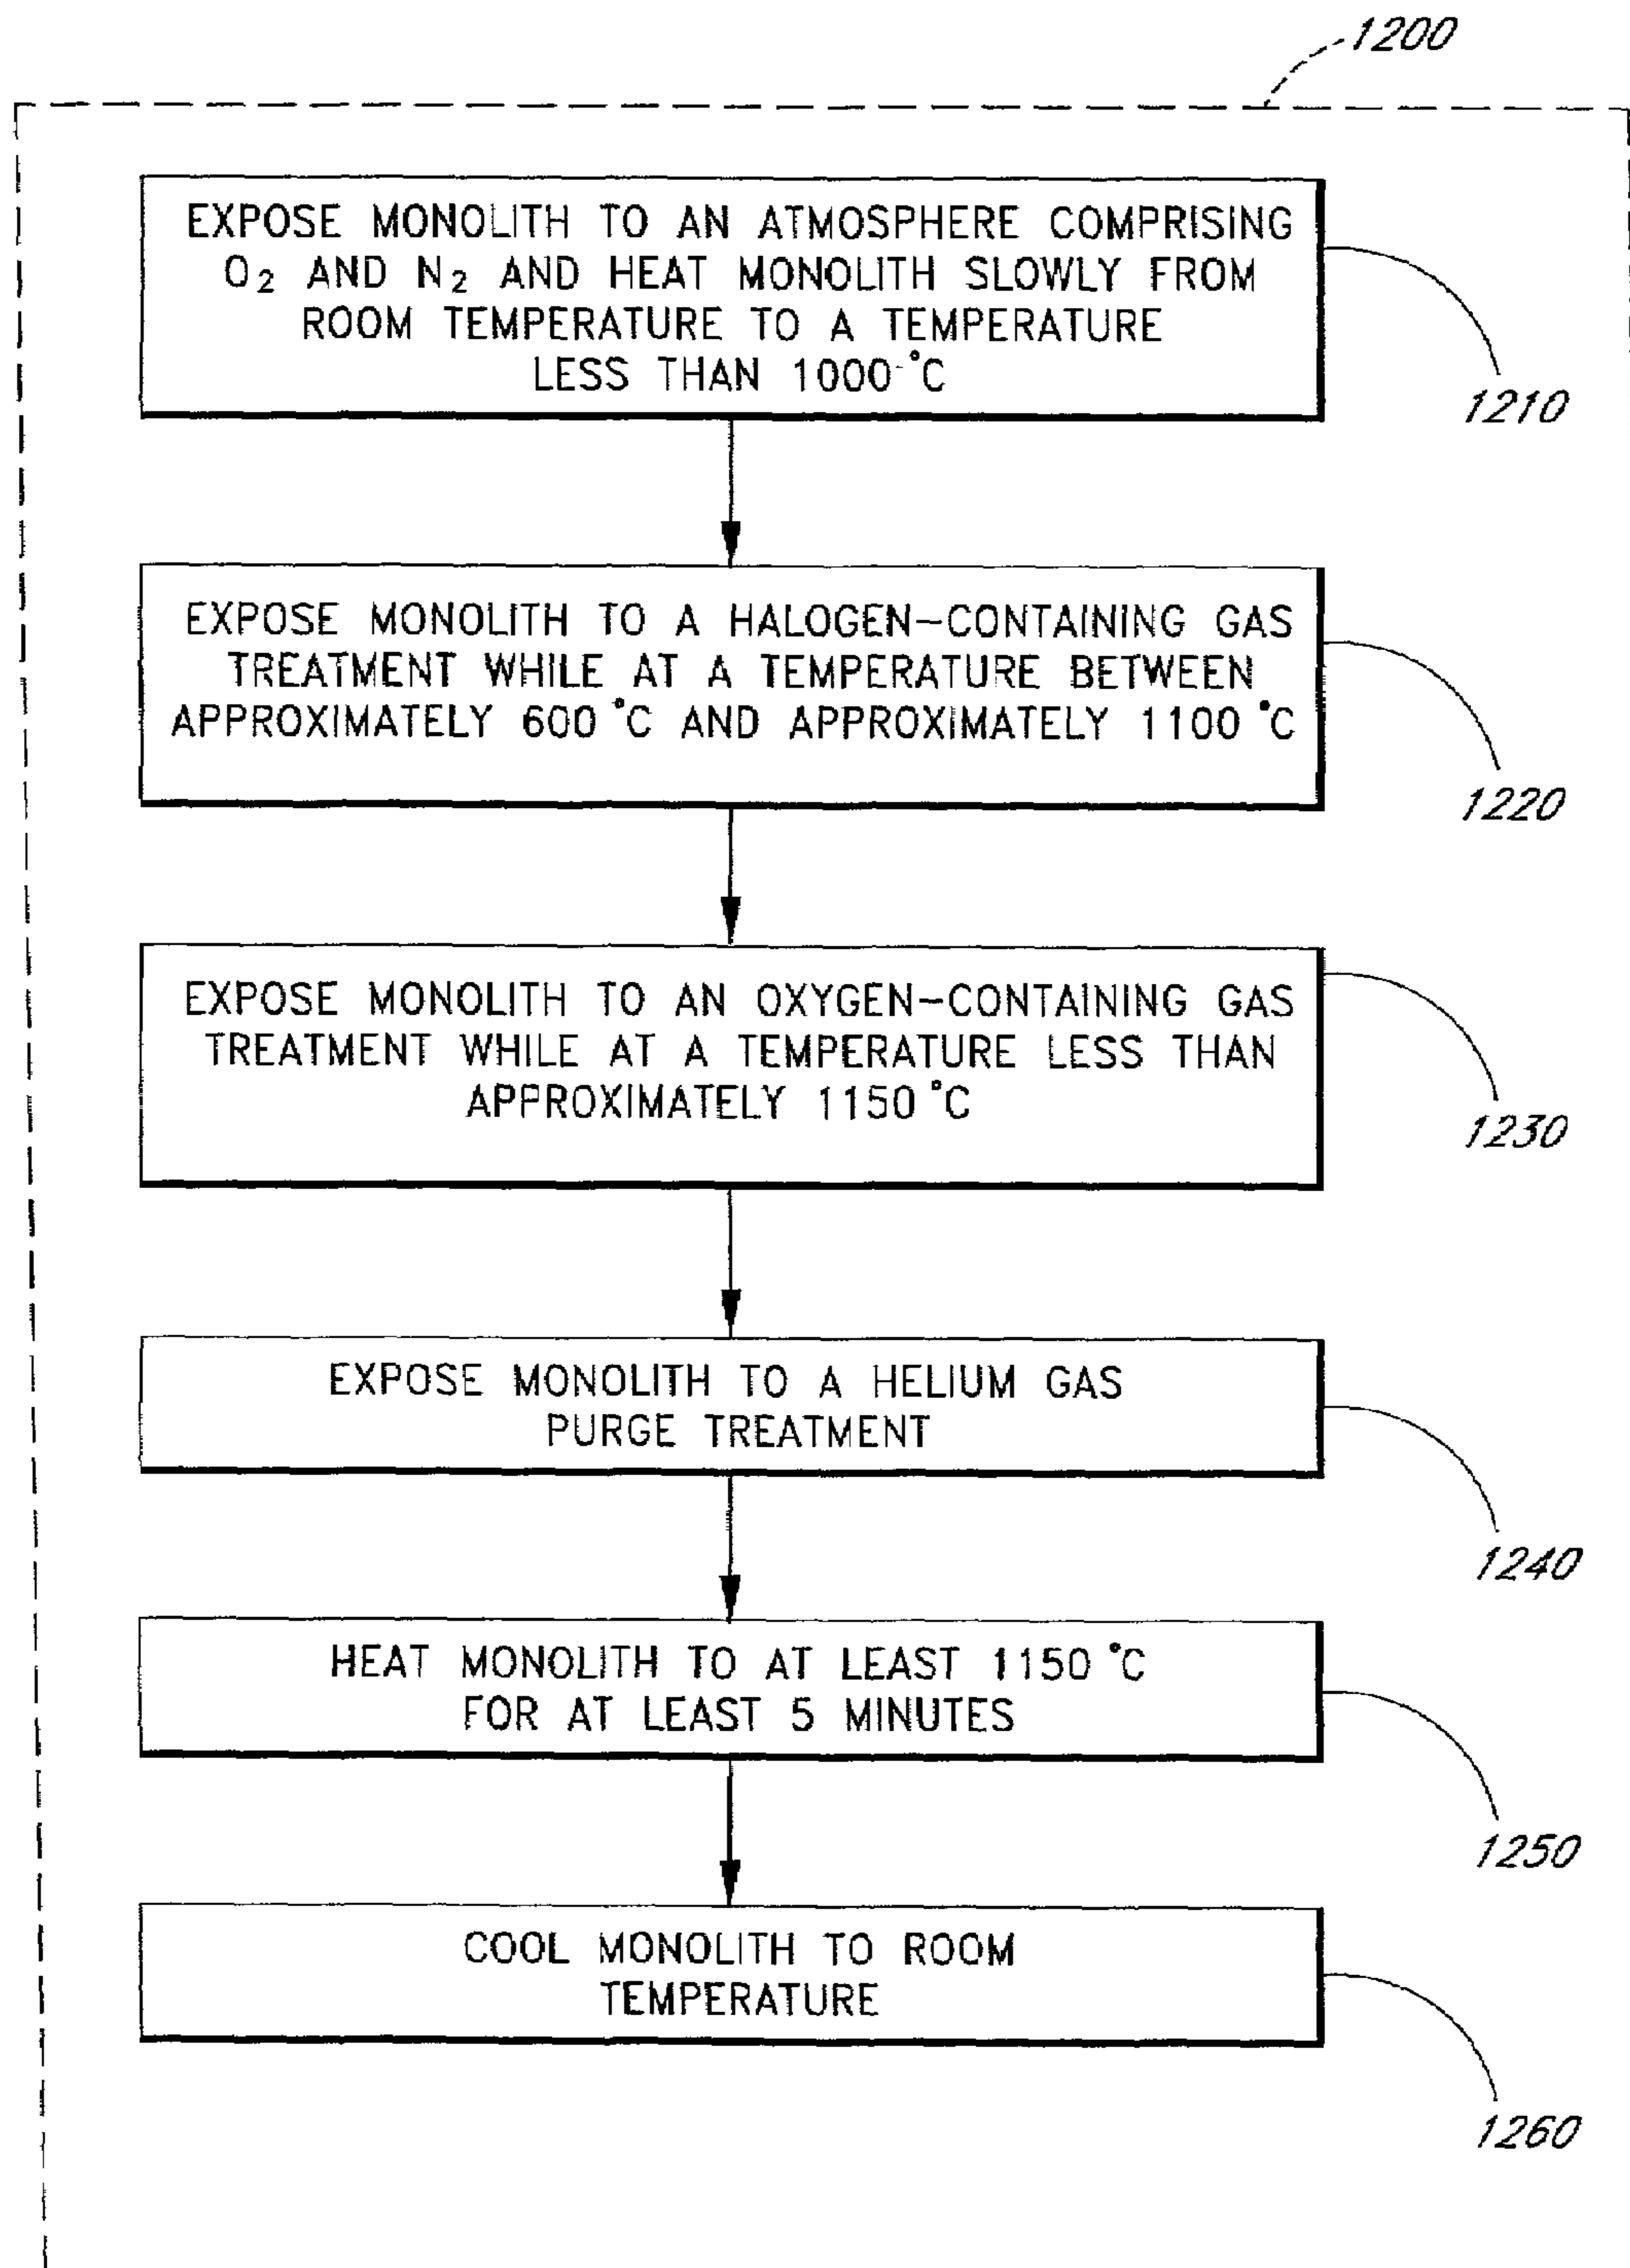 1200
EXPOSE MONOLITH TO AN ATMOSPHERE COMPRISING
O₂ AND N₂ AND HEAT MONOLITH SLOWLY FROM
ROOM TEMPERATURE TO A TEMPERATURE
LESS THAN 1000 °C
1210
EXPOSE MONOLITH TO A HALOGEN-CONTAINING GAS
TREATMENT WHILE AT A TEMPERATURE BETWEEN
APPROXIMATELY 600 °C AND APPROXIMATELY 1100 °C
1220
EXPOSE MONOLITH TO AN OXYGEN-CONTAINING GAS
TREATMENT WHILE AT A TEMPERATURE LESS THAN
APPROXIMATELY 1150 °C
1230
EXPOSE MONOLITH TO A HELIUM GAS
PURGE TREATMENT
1240
HEAT MONOLITH TO AT LEAST 1150 °C
FOR AT LEAST 5 MINUTES
1250
COOL MONOLITH TO ROOM
TEMPERATURE
1260